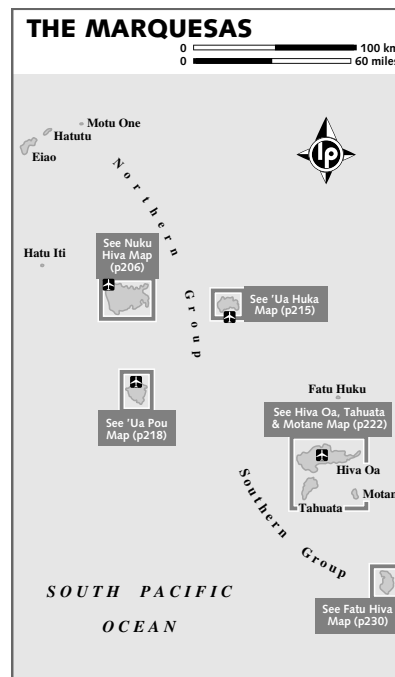 THE MARQUESAS
0 100 km
0 60 miles
Motu One
Hatutu
Eiao
lp
Northern Group
Hatu Iti
See Nuku
Hiva Map
(p206)
See 'Ua Huka
Map (p215)
See 'Ua Pou
Map (p218)
Fatu Huku
See Hiva Oa, Tahuata
& Motane Map (p222)
Hiva Oa
Motan
Tahuata
Southern Group
SOUTH PACIFIC
OCEAN
See Fatu Hiva
Map (p230)